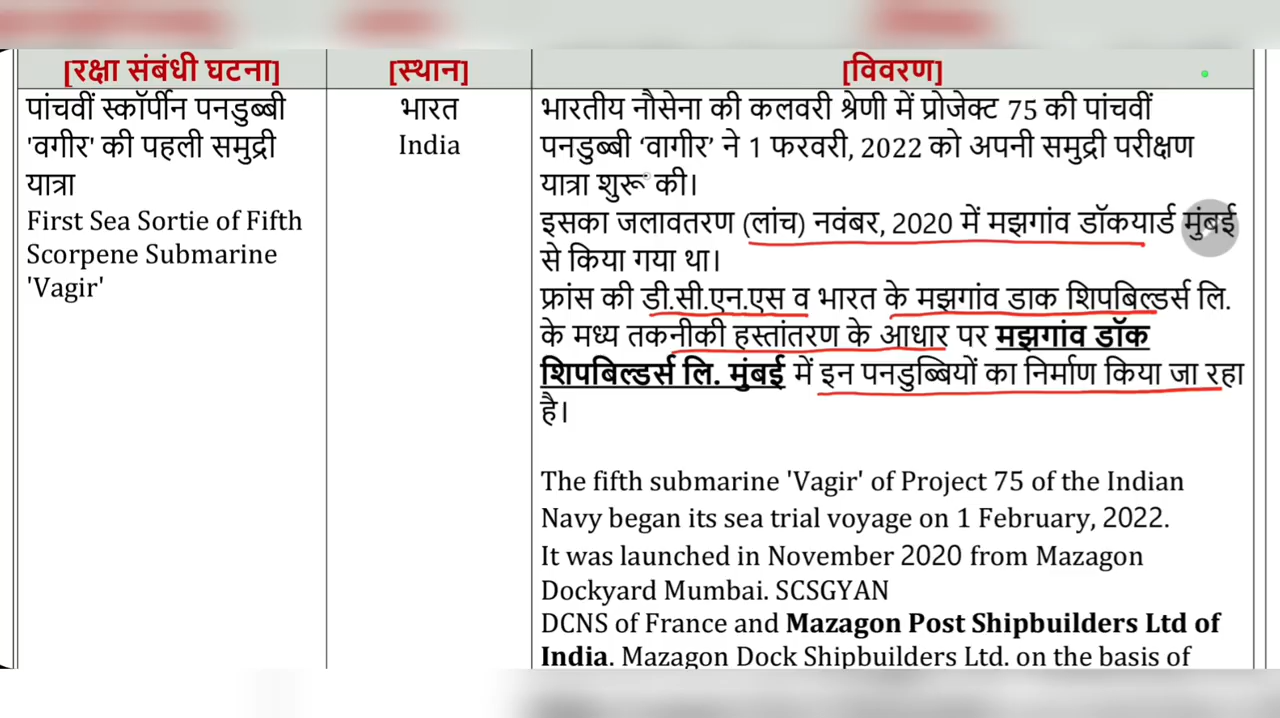 [रक्षा संबंधी घटना]
[स्थान]
[विवरण]
पांचवीं स्कॉर्पीन पनडुब्बी
'वगीर' की पहली समुद्री
यात्रा
First Sea Sortie of Fifth
Scorpene Submarine
'Vagir'
भारत
India
भारतीय नौसेना की कलवरी श्रेणी में प्रोजेक्ट 75 की पांचवीं
पनडुब्बी ‘वागीर’ ने 1 फरवरी, 2022 को अपनी समुद्री परीक्षण
यात्रा शुरू की।
इसका जलावतरण (लांच) नवंबर, 2020 में मझगांव डॉकयार्ड मुंबई
से किया गया था।
फ्रांस की डी.सी.एन.एस व भारत के मझगांव डाक शिपबिल्डर्स लि.
के मध्य तकनीकी हस्तांतरण के आधार पर मझगांव डॉक
शिपबिल्डर्स लि. मुंबई में इन पनडुब्बियों का निर्माण किया जा रहा
है।
The fifth submarine 'Vagir' of Project 75 of the Indian
Navy began its sea trial voyage on 1 February, 2022.
It was launched in November 2020 from Mazagon
Dockyard Mumbai. SCSGYAN
DCNS of France and Mazagon Post Shipbuilders Ltd of
India. Mazagon Dock Shipbuilders Ltd. on the basis of